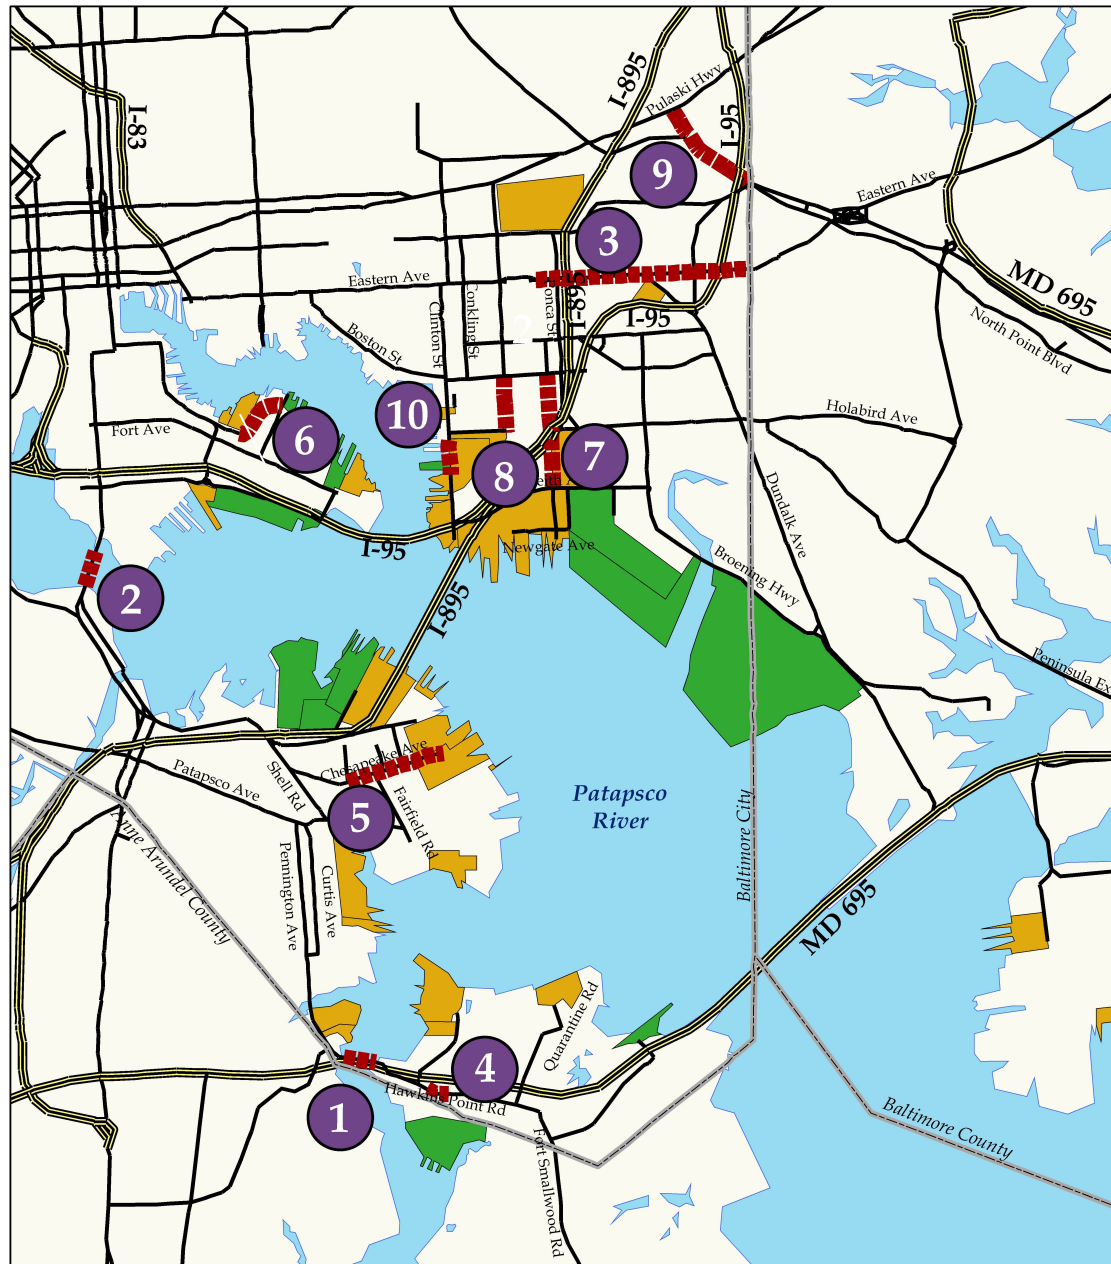 I-895
Pulaski Hwy
I-95
I-83
9
Eastern Ave
3
MD 695
Eastern Ave
I-895
Conkling St
Clinton St
I-95
2
North Point Blvd
Boston St
10
Holabird Ave
Fort Ave
6
7
8
Dundalk Ave
I-95
Newgate Ave
Broening Hwy
2
I-895
Peninsula Ex
Chesapeake Ave
Shell Rd
Patapsco Ave
Patapsco
River
Fairfield Rd
5
Anne Arundel County
Baltimore City
Pennington Ave
Curtis Ave
MD 695
Quarantine Rd
4
Hawkins Point Rd
1
Baltimore County
Fort Smallwood Rd